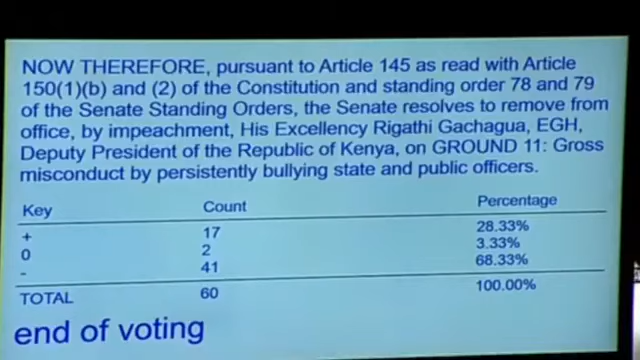 NOW THEREFORE, pursuant to Article 145 as read with Article
150(1)(b) and (2) of the Constitution and standing order 78 and 79
of the Senate Standing Orders, the Senate resolves to remove from
office, by impeachment, His Excellency Rigathi Gachagua, EGH,
Deputy President of the Republic of Kenya, on GROUND 11: Gross
misconduct by persistently bullying state and public officers.
Key Count Percentage
+ 17 28.33%
0 2 3.33%
- 41 68.33%
TOTAL 60 100.00%
end of voting